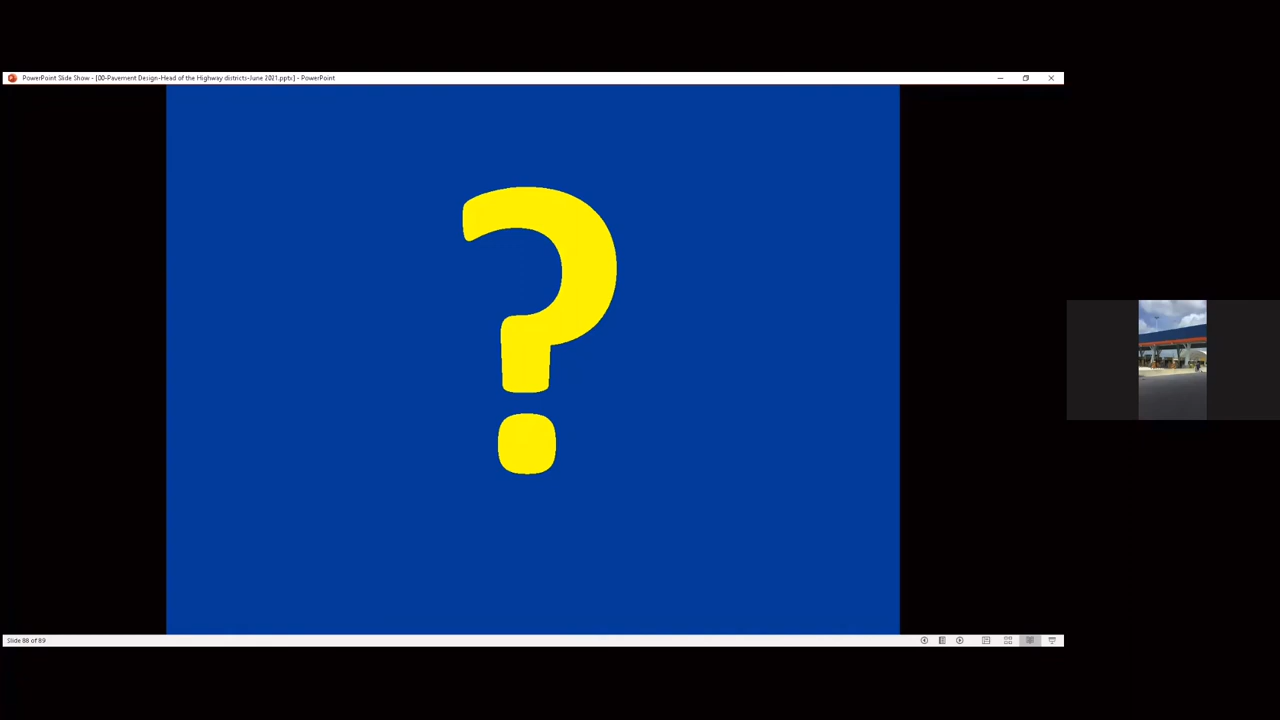 PowerPoint Slide Show - [00-Pavement Design-Head of the Highway districts-June 2021.pptx] - PowerPoint
?
Slide 88 of 89